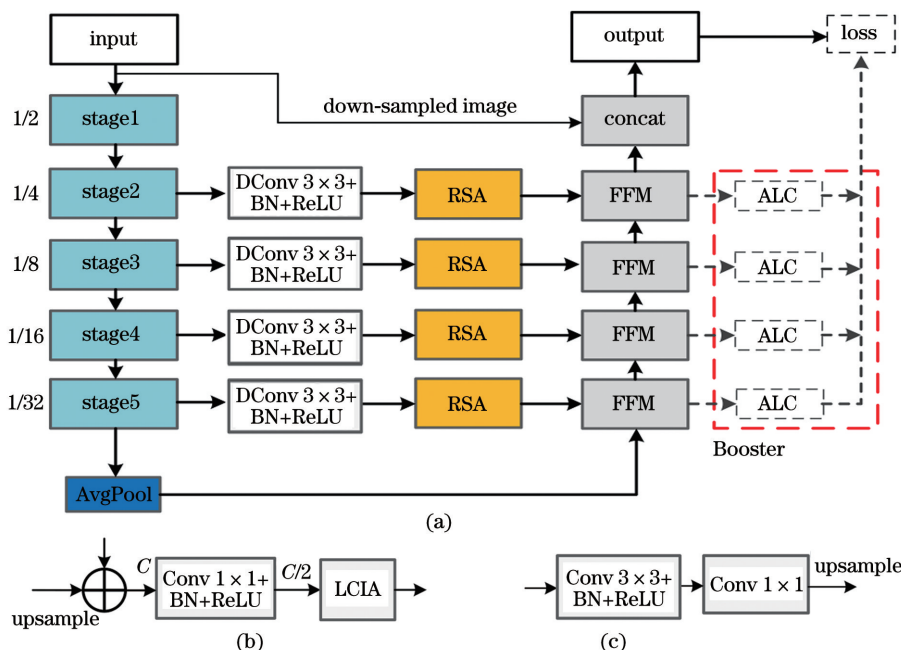 input
output
loss
down-sampled image
1/2
stage1
concat
1/4
stage2
DConv 3 × 3+
BN+ReLU
RSA
FFM
ALC
1/8
stage3
DConv 3 × 3+
BN+ReLU
RSA
FFM
ALC
1/16
stage4
DConv 3 × 3+
BN+ReLU
RSA
FFM
ALC
1/32
stage5
DConv 3 × 3+
BN+ReLU
RSA
FFM
ALC
Booster
AvgPool
(a)
upsample
C
Conv 1 × 1+
BN+ReLU
C/2
LCIA
(b)
Conv 3 × 3+
BN+ReLU
Conv 1 × 1
upsample
(c)